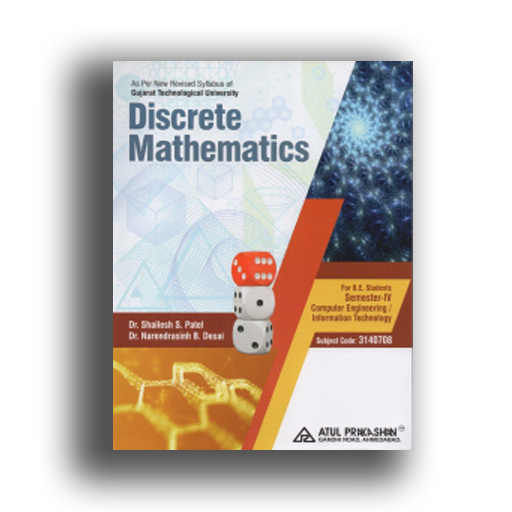 As Per New Revised Syllabus of
Gujarat Technological University
Discrete
Mathematics
For B.E. Students
Semester-IV
Computer Engineering /
Information Technology
Subject Code: 3140708
Dr. Shailesh S. Patel
Dr. Narendrasinh B. Desai
ATUL PRAKASHAN
GANDHI ROAD, AHMEDABAD.